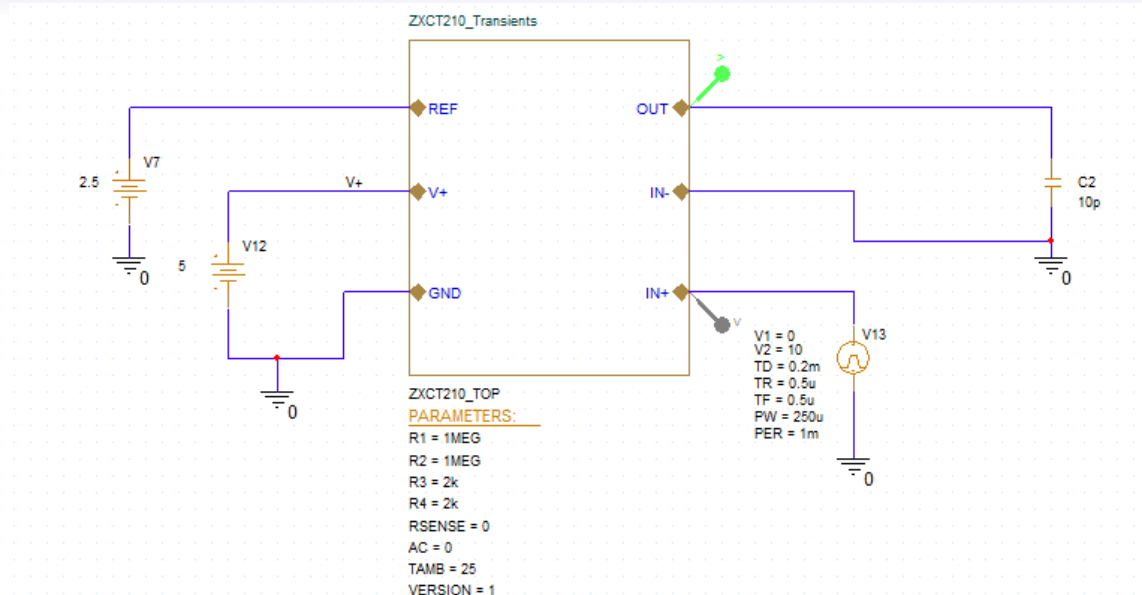 ZXCT210_Transients
REF
OUT
V7
2.5
V+
V+
IN-
C2
10p
V12
5
0
0
GND
IN+
V
V1 = 0
V2 = 10
TD = 0.2m
TR = 0.5u
TF = 0.5u
PW = 250u
PER = 1m
V13
0
0
ZXCT210_TOP
PARAMETERS:
R1 = 1MEG
R2 = 1MEG
R3 = 2k
R4 = 2k
RSENSE = 0
AC = 0
TAMB = 25
VERSION = 1